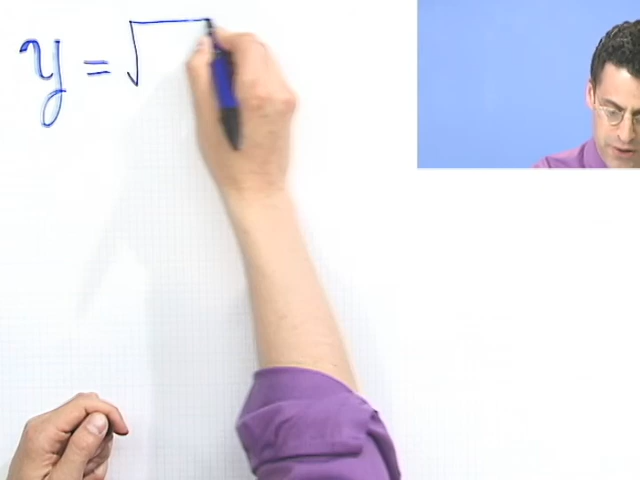 y = √